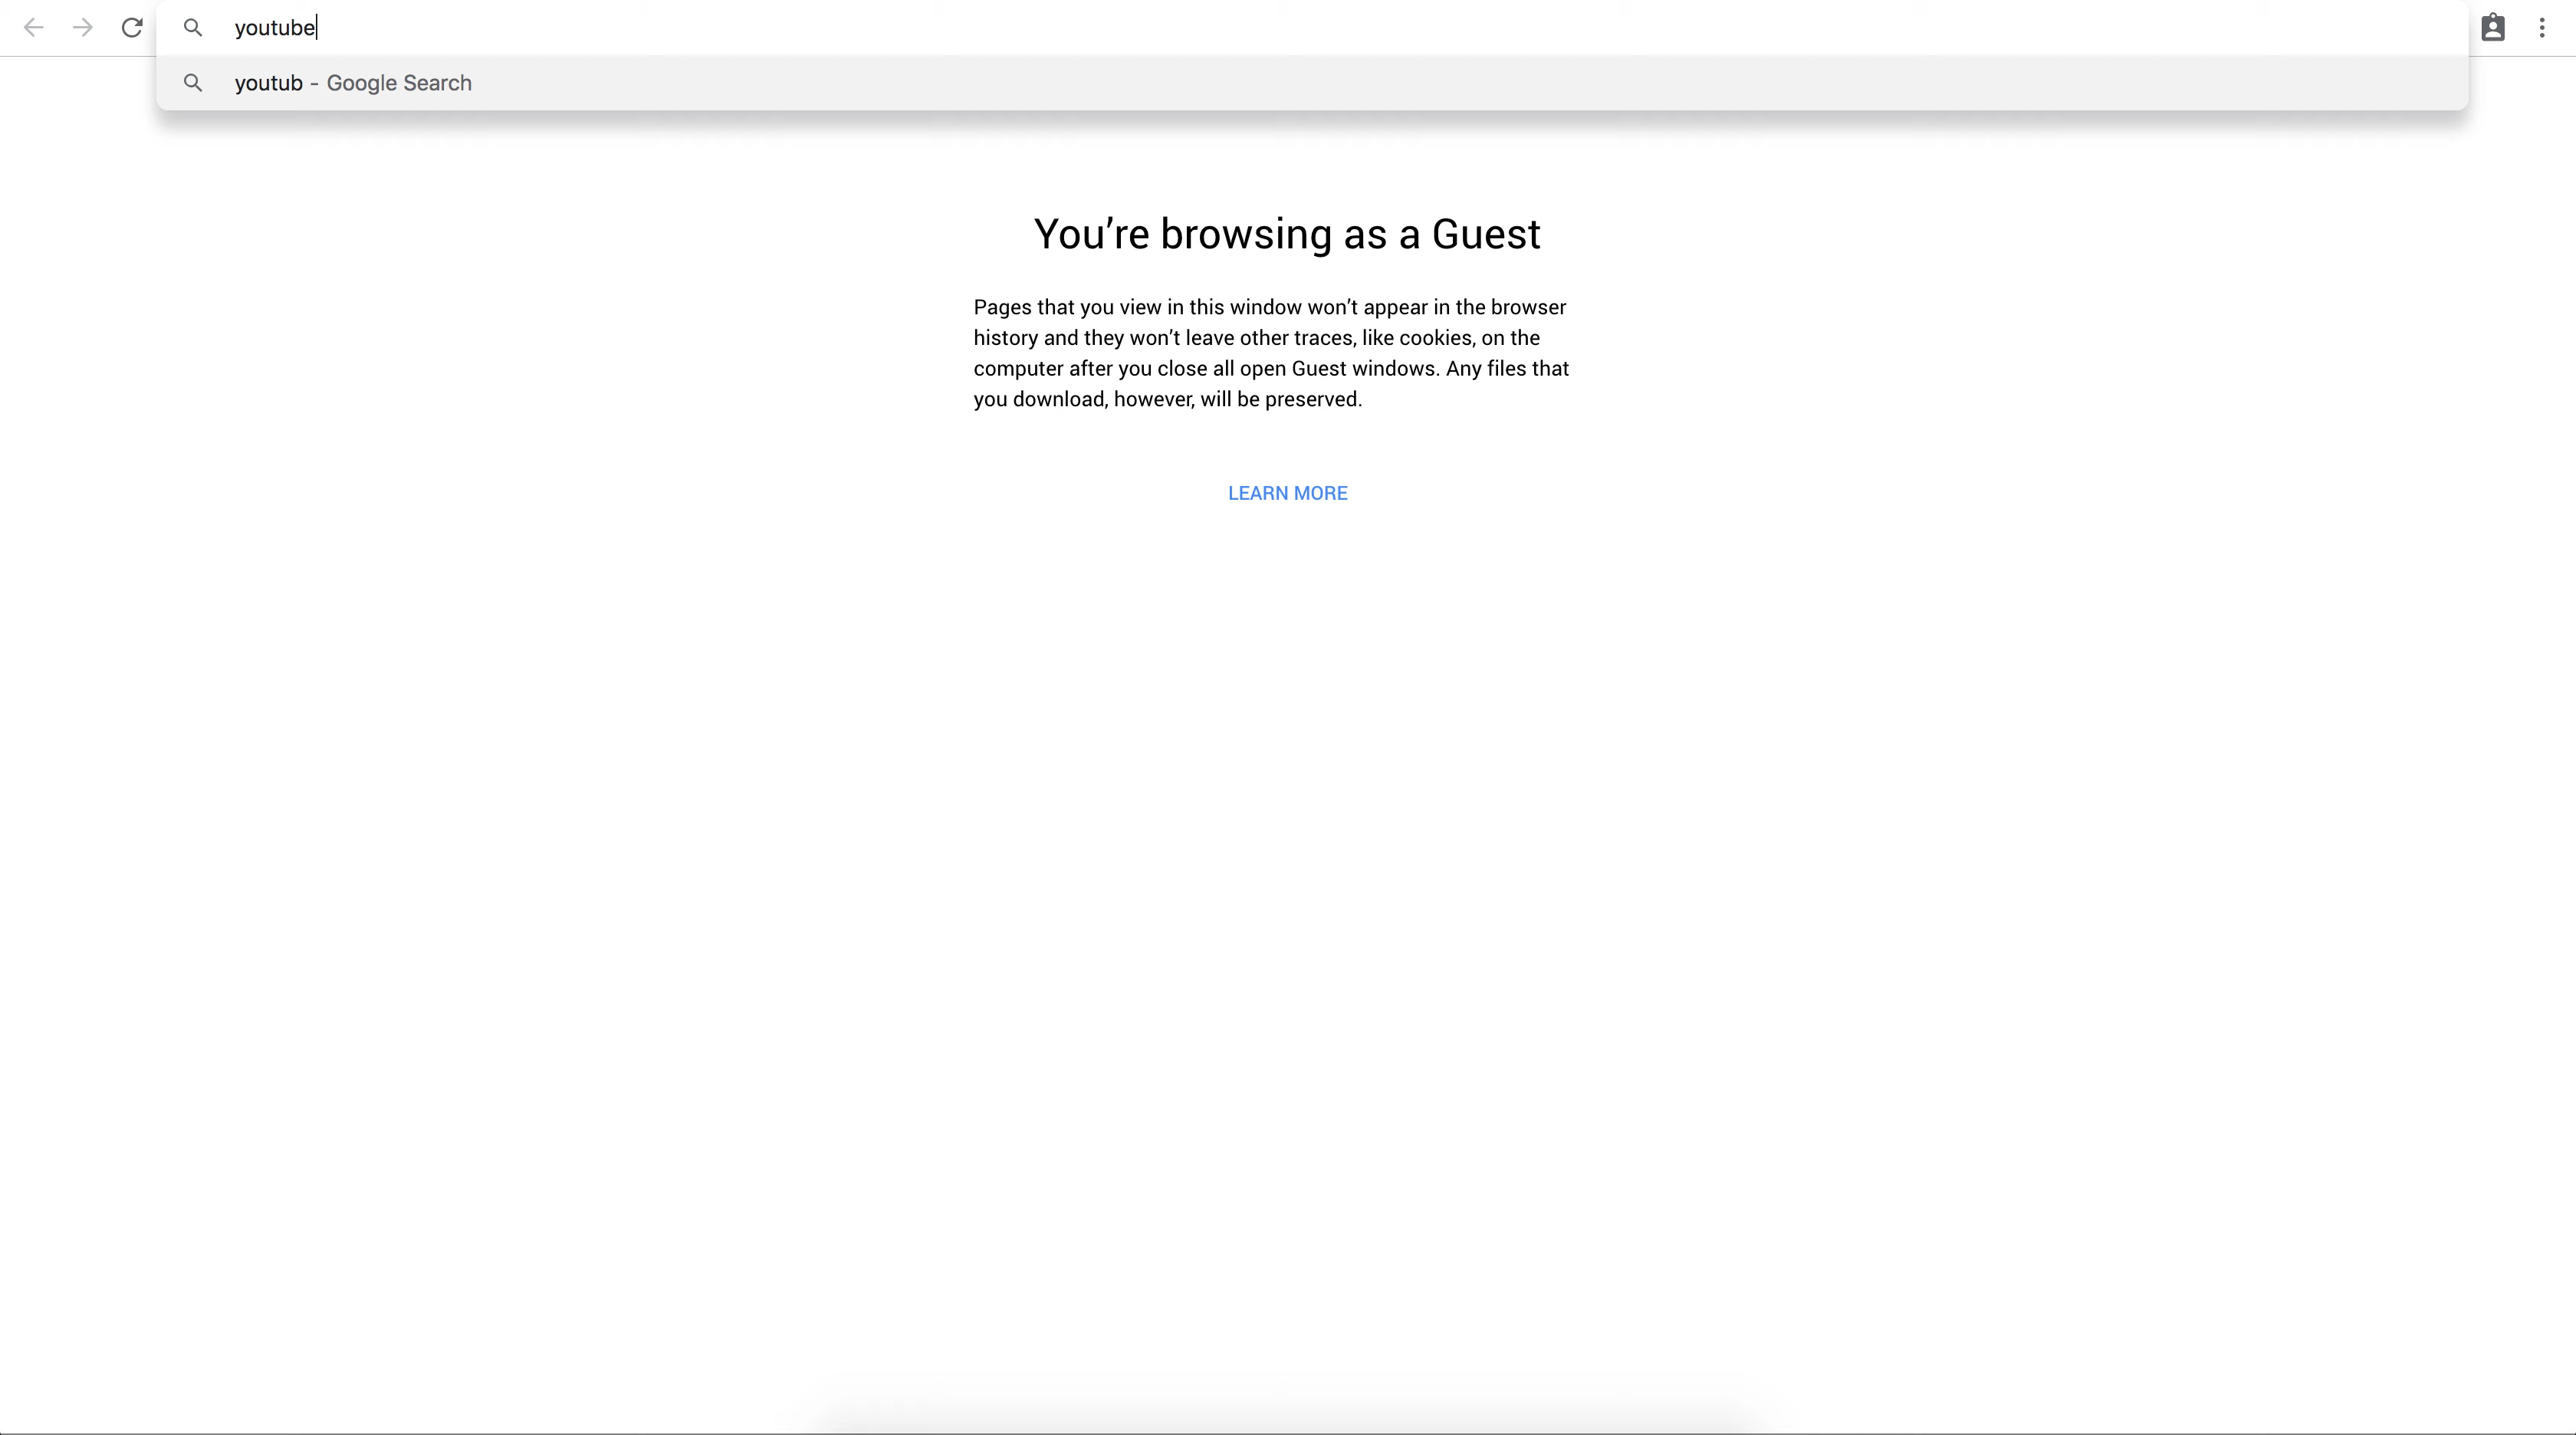 youtube
youtub - Google Search
You’re browsing as a Guest
Pages that you view in this window won’t appear in the browser
history and they won’t leave other traces, like cookies, on the
computer after you close all open Guest windows. Any files that
you download, however, will be preserved.
LEARN MORE